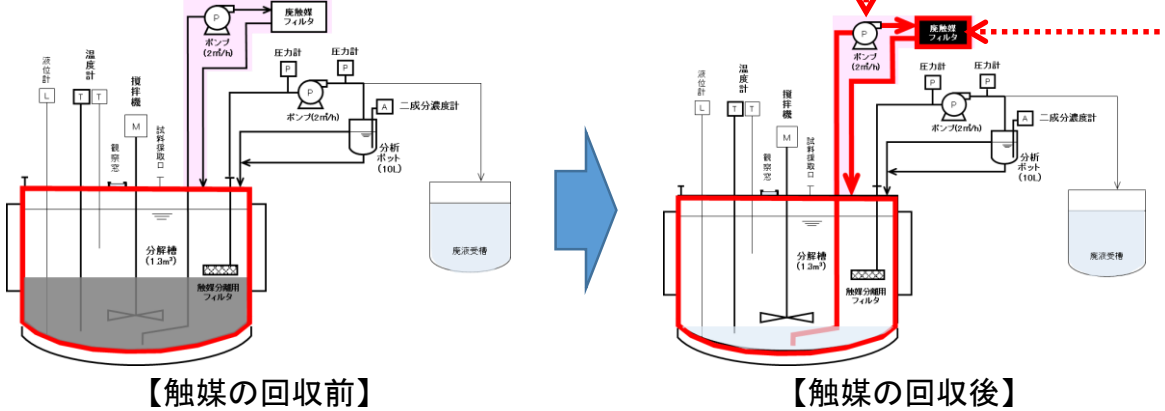 P
廃触媒
フィルタ
ポンプ
(2㎥/h)
圧力計
圧力計
P
P
液位計
温度計
攪拌機
L
T
T
M
P
ポンプ(2㎥/h)
A
二成分濃度計
試料採取口
観察窓
分析
ポット
(10L)
分解槽
(1.3m³)
触媒分離用
フィルタ
廃液受槽
【触媒の回収前】
P
廃触媒
フィルタ
ポンプ
(2㎥/h)
圧力計
圧力計
P
P
液位計
温度計
攪拌機
L
T
T
M
P
ポンプ(2㎥/h)
A
二成分濃度計
試料採取口
観察窓
分析
ポット
(10L)
分解槽
(1.3m³)
触媒分離用
フィルタ
廃液受槽
【触媒の回収後】